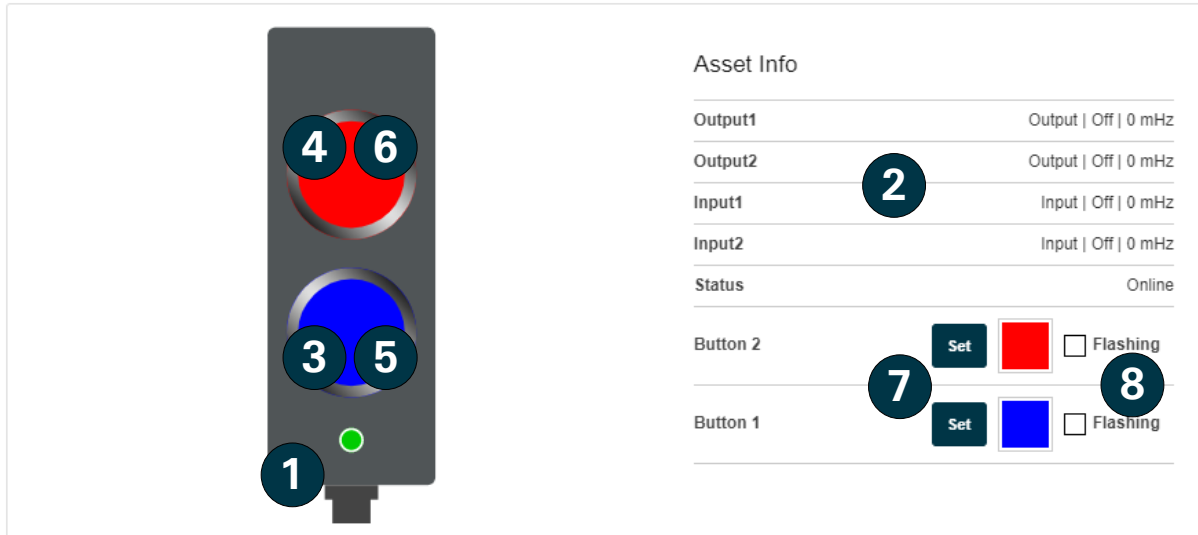 Asset Info
Output1 Output | Off | 0 mHz
Output2 Output | Off | 0 mHz
Input1 Input | Off | 0 mHz
Input2 Input | Off | 0 mHz
Status Online
Button 2 Set Flashing
Button 1 Set Flashing
4 6
2
3 5
7 8
1